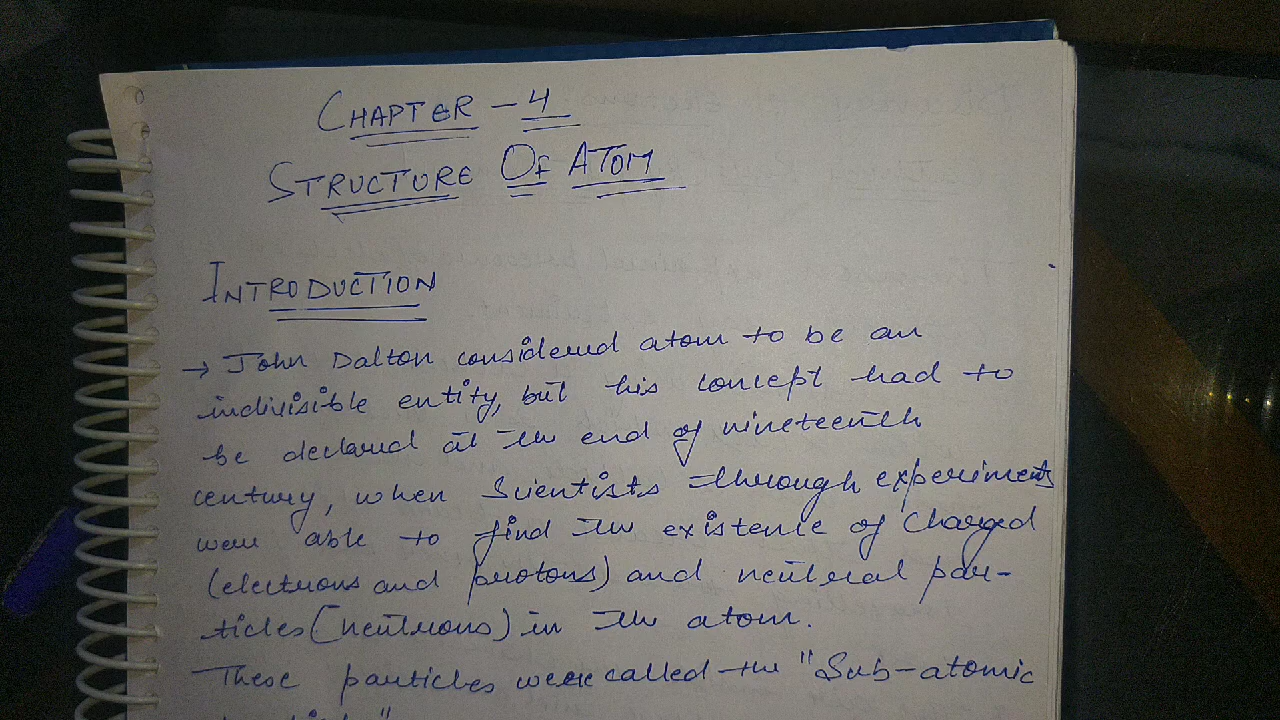 CHAPTER - 4
STRUCTURE OF ATOM
INTRODUCTION
→ John Dalton considered atom to be an
indivisible entity, but his concept had to
be declared at the end of nineteenth
century, when Scientists through experiments
were able to find the existence of Charged
(electrons and protons) and neutral par-
ticles (neutrons) in the atom.
These particles were called the "Sub-atomic